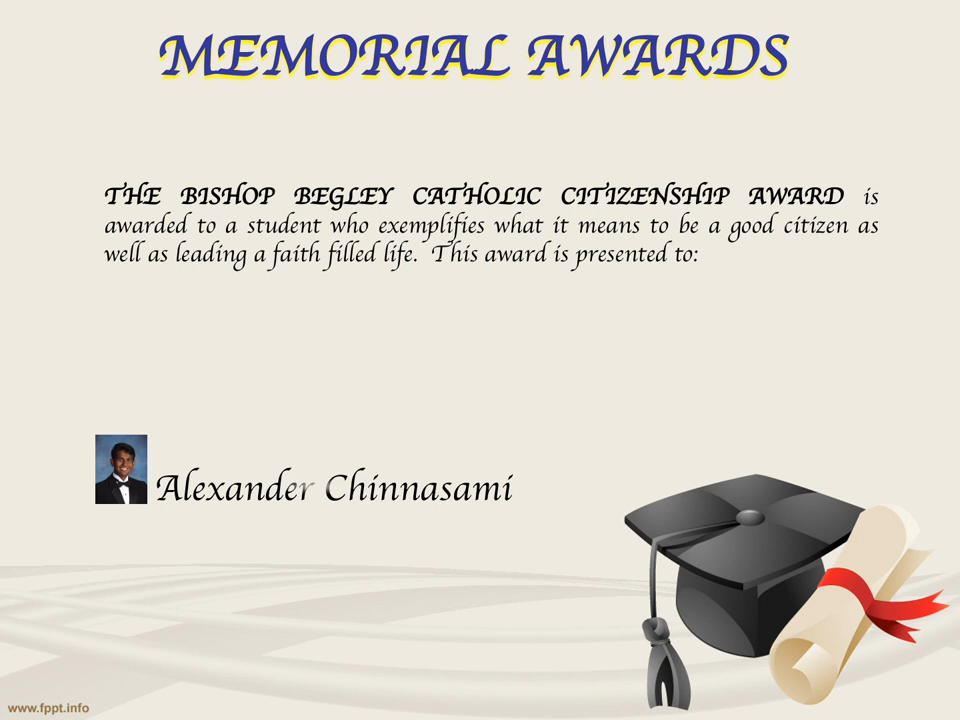 MEMORIAL AWARDS
THE BISHOP BEGLEY CATHOLIC CITIZENSHIP AWARD is
awarded to a student who exemplifies what it means to be a good citizen as
well as leading a faith filled life. This award is presented to:
Alexander Chinnasami
www.fppt.info